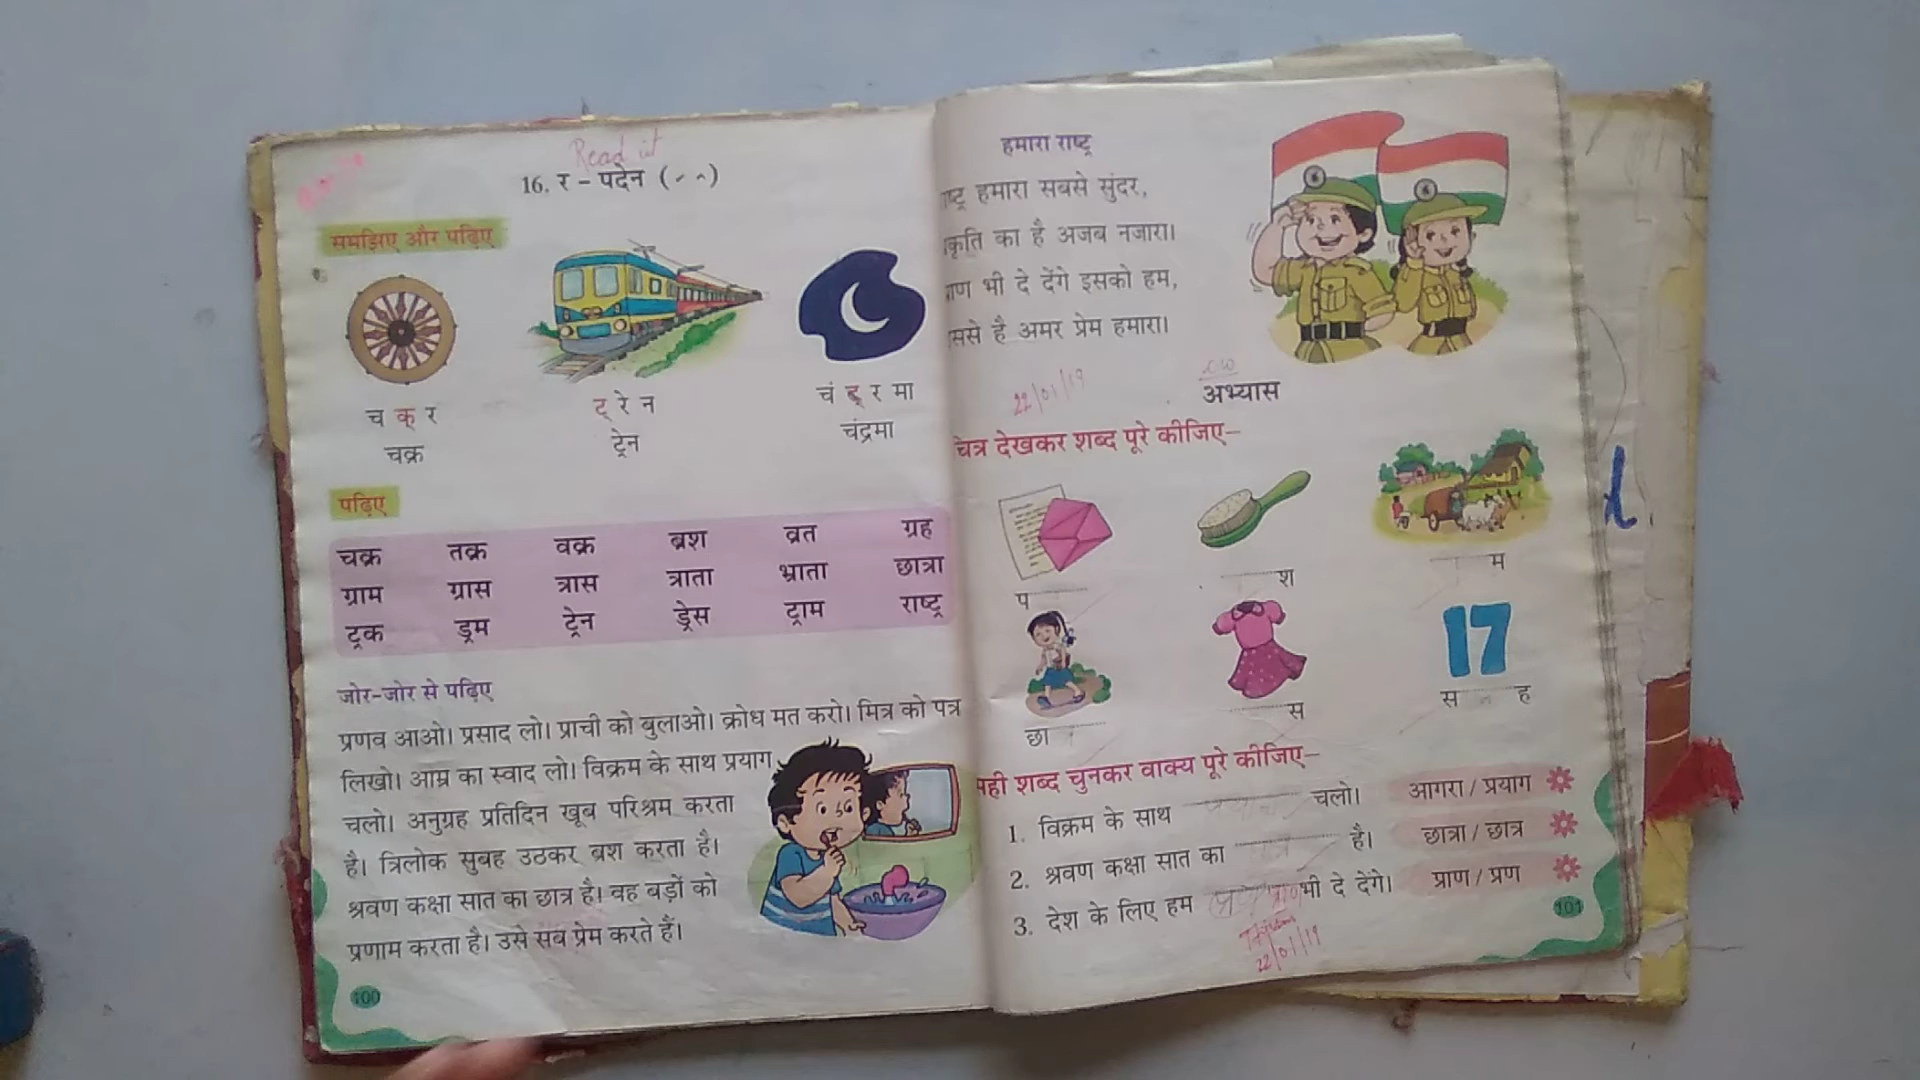 Read it
16. र – पदेन
समझिए और पढ़िए
च क् र
ट् रे न
चं द् र मा
चक्र
ट्रेन
चंद्रमा
पढ़िए
चक्र तक्र वक्र ब्रश व्रत ग्रह
ग्राम ग्रास त्रास त्राता भ्राता छात्रा
ट्रक ड्रम ट्रेन ड्रेस ट्राम राष्ट्र
जोर-जोर से पढ़िए
प्रणव आओ। प्रसाद लो। प्राची को बुलाओ। क्रोध मत करो। मित्र को पत्र
लिखो। आम्र का स्वाद लो। विक्रम के साथ प्रयाग
चलो। अनुग्रह प्रतिदिन खूब परिश्रम करता
है। त्रिलोक सुबह उठकर ब्रश करता है।
श्रवण कक्षा सात का छात्र है। वह बड़ों को
प्रणाम करता है। उसे सब प्रेम करते हैं।
100
हमारा राष्ट्र
हमारा सबसे सुंदर,
का है अजब नजारा।
भी दे देंगे इसको हम,
है अमर प्रेम हमारा।
22/01/19
cw
अभ्यास
देखकर शब्द पूरे कीजिए–
प
श
म
छा
स
17
स ह
शब्द चुनकर वाक्य पूरे कीजिए–
1. विक्रम के साथ चलो। आगरा / प्रयाग
2. श्रवण कक्षा सात का है। छात्रा / छात्र
3. देश के लिए हम प्राण भी दे देंगे। प्राण / प्रण
22/01/19
101